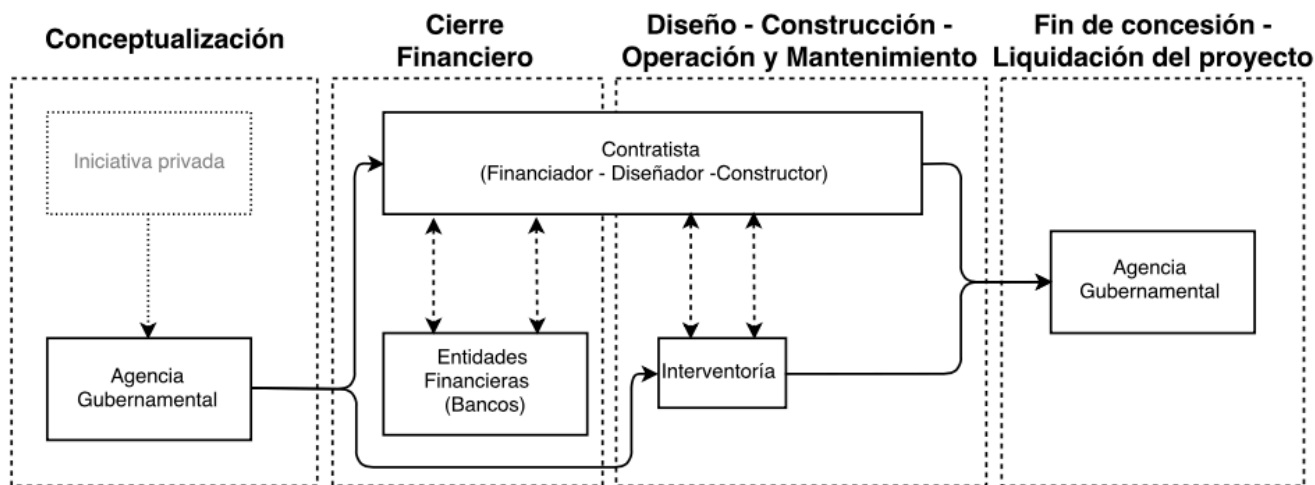 Conceptualización
Cierre
Financiero
Diseño - Construcción -
Operación y Mantenimiento
Fin de concesión -
Liquidación del proyecto
Iniciativa privada
Agencia
Gubernamental
Contratista
(Financiador - Diseñador -Constructor)
Entidades
Financieras
(Bancos)
Interventoría
Agencia
Gubernamental